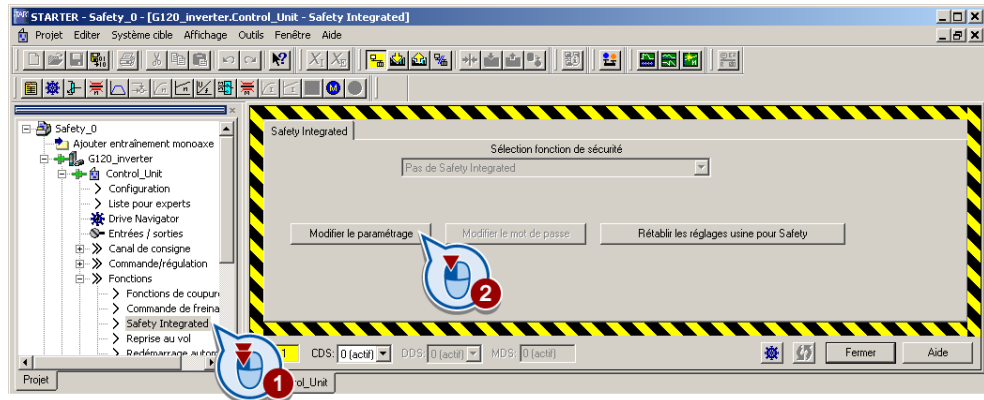 STARTER - Safety_0 - [G120_inverter.Control_Unit - Safety Integrated]
Projet Editer Système cible Affichage Outils Fenêtre Aide
Safety_0
Ajouter entraînement monoaxe
G120_inverter
Control_Unit
Configuration
Liste pour experts
Drive Navigator
Entrées / sorties
Canal de consigne
Commande/régulation
Fonctions
Fonctions de coupure
Commande de freina
Safety Integrated
Reprise au vol
Redémarrage autom
Projet
Safety Integrated
Sélection fonction de sécurité
Pas de Safety Integrated
Modifier le paramétrage
Modifier le mot de passe
Rétablir les réglages usine pour Safety
2
1 CDS: 0 (actif) DDS: 0 (actif) MDS: 0 (actif) Fermer Aide
1
rol_Unit